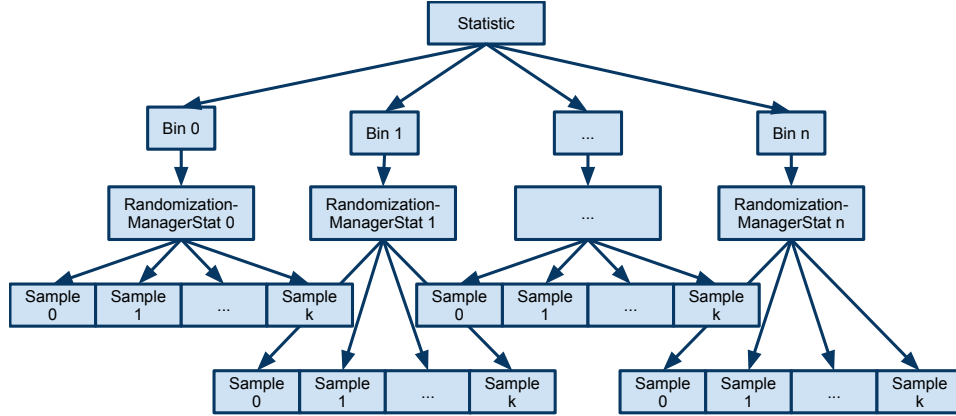 Statistic
Bin 0
Bin 1
...
Bin n
Randomization-
ManagerStat 0
Randomization-
ManagerStat 1
...
Randomization-
ManagerStat n
Sample
0
Sample
1
...
Sample
k
Sample
0
Sample
1
...
Sample
k
Sample
0
Sample
1
...
Sample
k
Sample
0
Sample
1
...
Sample
k